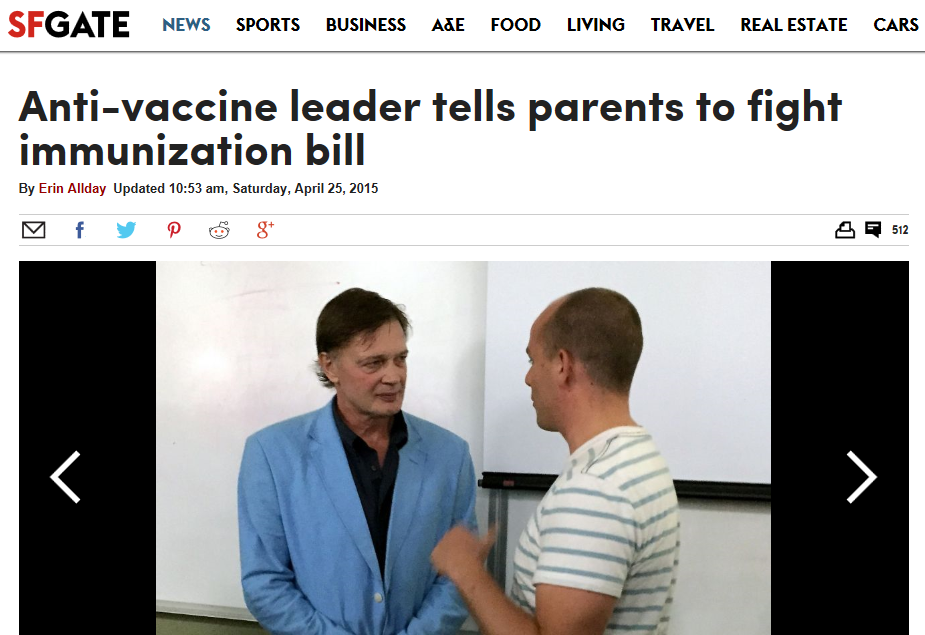 SFGATE NEWS SPORTS BUSINESS A&E FOOD LIVING TRAVEL REAL ESTATE CARS
Anti-vaccine leader tells parents to fight
immunization bill
By Erin Allday Updated 10:53 am, Saturday, April 25, 2015
512